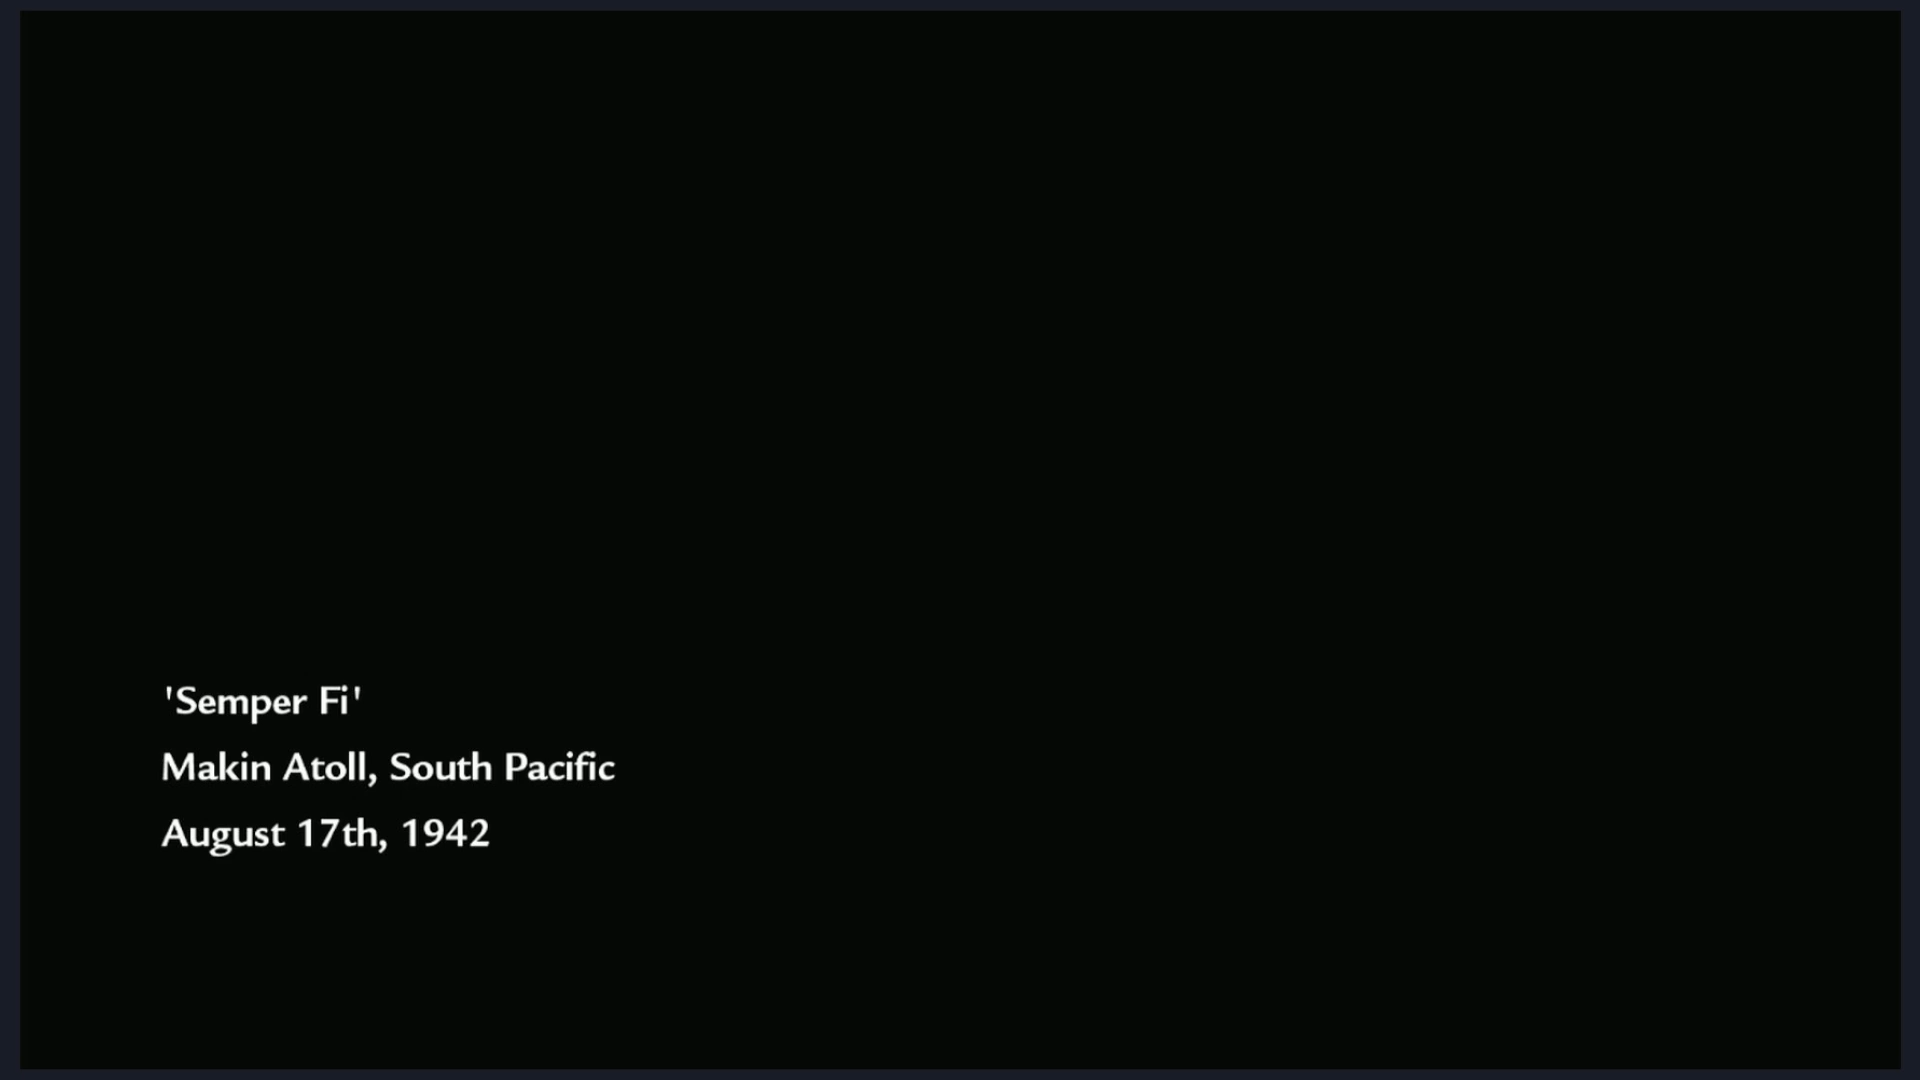 'Semper Fi'
Makin Atoll, South Pacific
August 17th, 1942